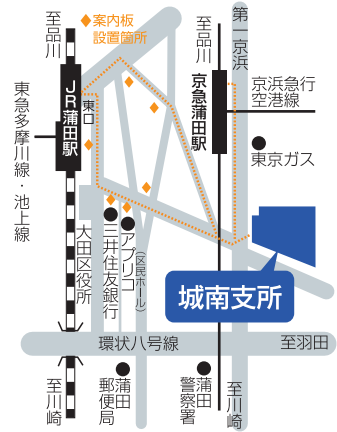 至品川
◆案内板
設置箇所
至品川
第一京浜
JR蒲田駅
東口
京急蒲田駅
京浜急行
空港線
東急多摩川線・池上線
東京ガス
大田区役所
三井住友銀行
アプリコ
(区民ホール)
城南支所
環状八号線
至羽田
至川崎
蒲田
郵便局
蒲田
警察署
至川崎